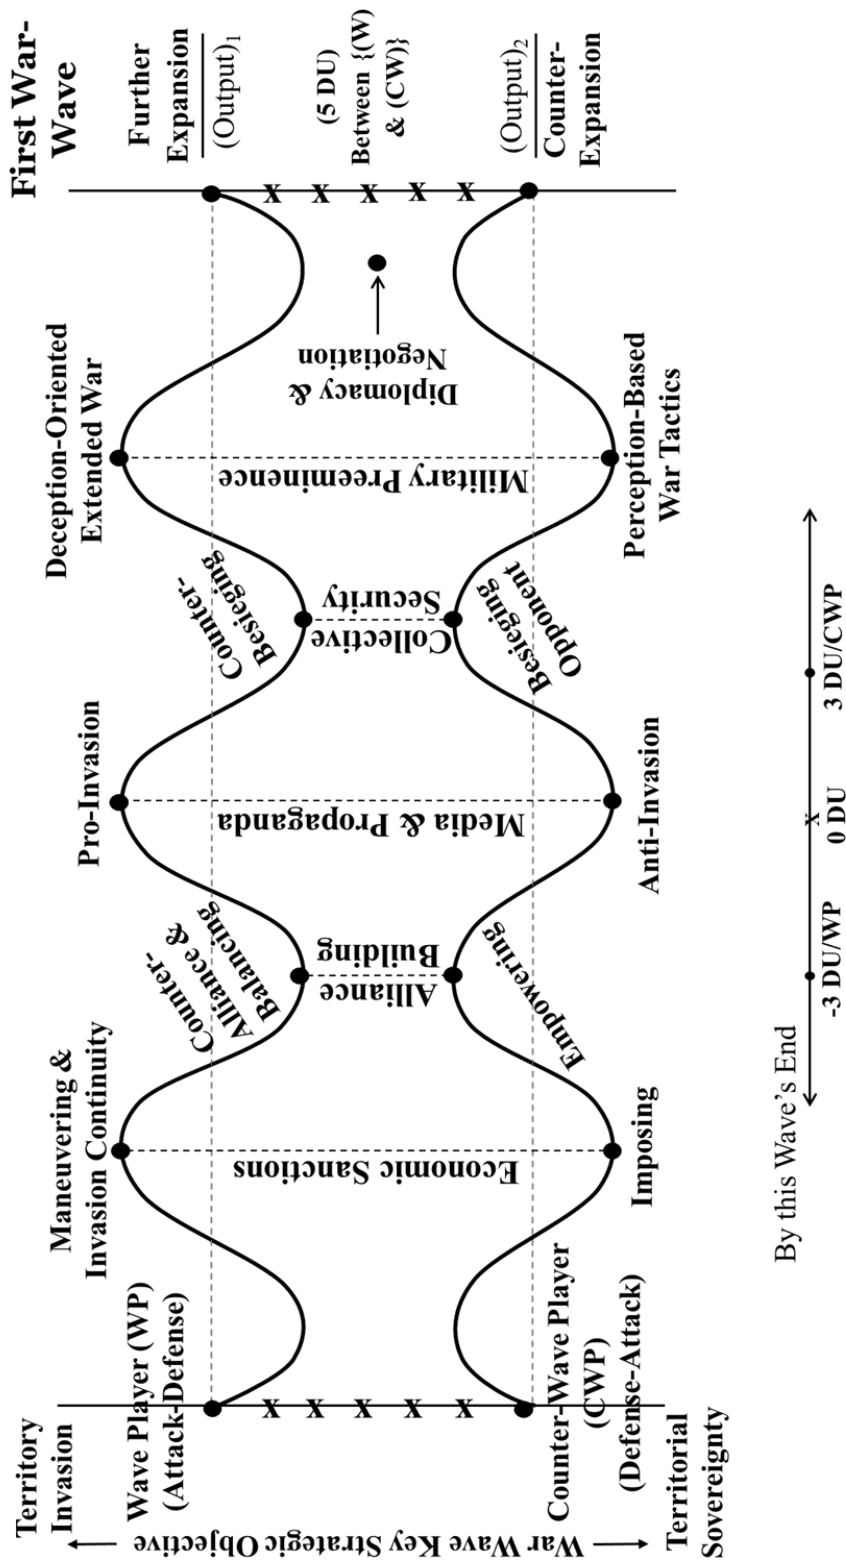 First War-
Wave
Territory
Invasion
War Wave Key Strategic Objective
Territorial
Sovereignty
Wave Player (WP)
(Attack-Defense)
X X X X X
Counter-Wave Player
(CWP)
(Defense-Attack)
Maneuvering &
Invasion Continuity
Economic Sanctions
Imposing
Counter-
Alliance &
Balancing
Alliance
Building
Empowering
Pro-Invasion
Media & Propaganda
Anti-Invasion
Counter-
Besieging
Collective
Security
Besieging
Opponent
Deception-Oriented
Extended War
Military Preeminence
Perception-Based
War Tactics
Diplomacy &
Negotiation
X X X X X
Further
Expansion
(Output)1
(5 DU)
Between {(W)
& (CW)}
(Output)2
Counter-
Expansion
By this Wave's End
x
-3 DU/WP
0 DU
3 DU/CWP